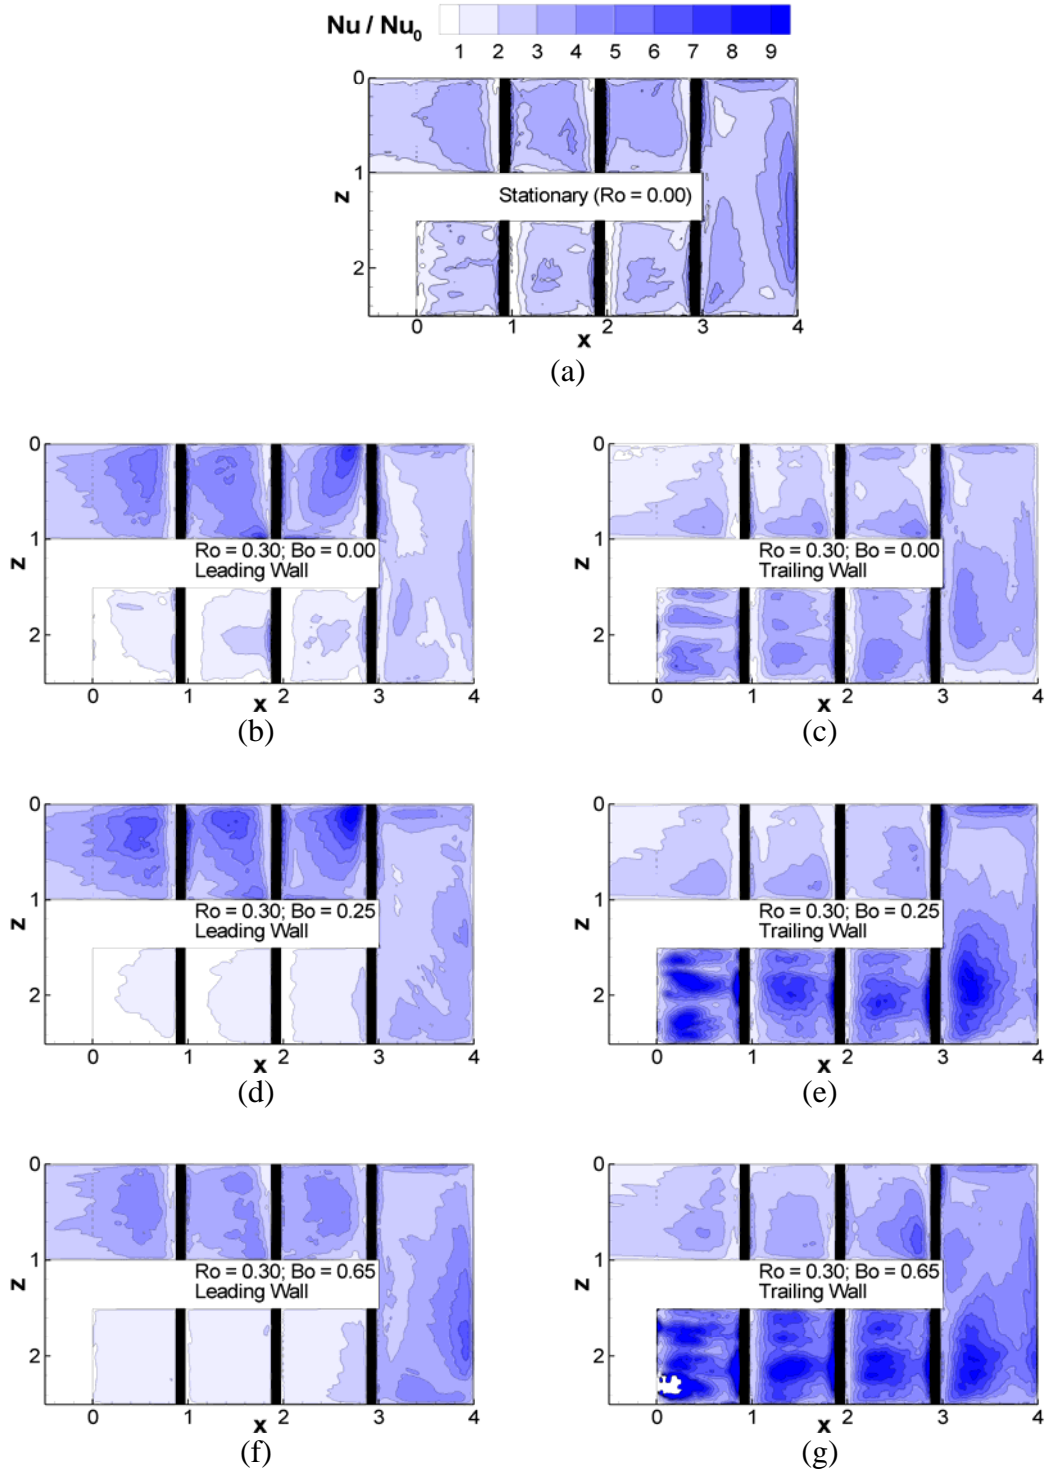 Nu / Nu0
1 2 3 4 5 6 7 8 9
0
1
2
z
Stationary (Ro = 0.00)
0 1 2 3 4
x
(a)
0
1
2
z
Ro = 0.30; Bo = 0.00
Leading Wall
0 1 2 3 4
x
(b)
0
1
2
z
Ro = 0.30; Bo = 0.00
Trailing Wall
0 1 2 3 4
x
(c)
0
1
2
z
Ro = 0.30; Bo = 0.25
Leading Wall
0 1 2 3 4
x
(d)
0
1
2
z
Ro = 0.30; Bo = 0.25
Trailing Wall
0 1 2 3 4
x
(e)
0
1
2
z
Ro = 0.30; Bo = 0.65
Leading Wall
0 1 2 3 4
x
(f)
0
1
2
z
Ro = 0.30; Bo = 0.65
Trailing Wall
0 1 2 3 4
x
(g)